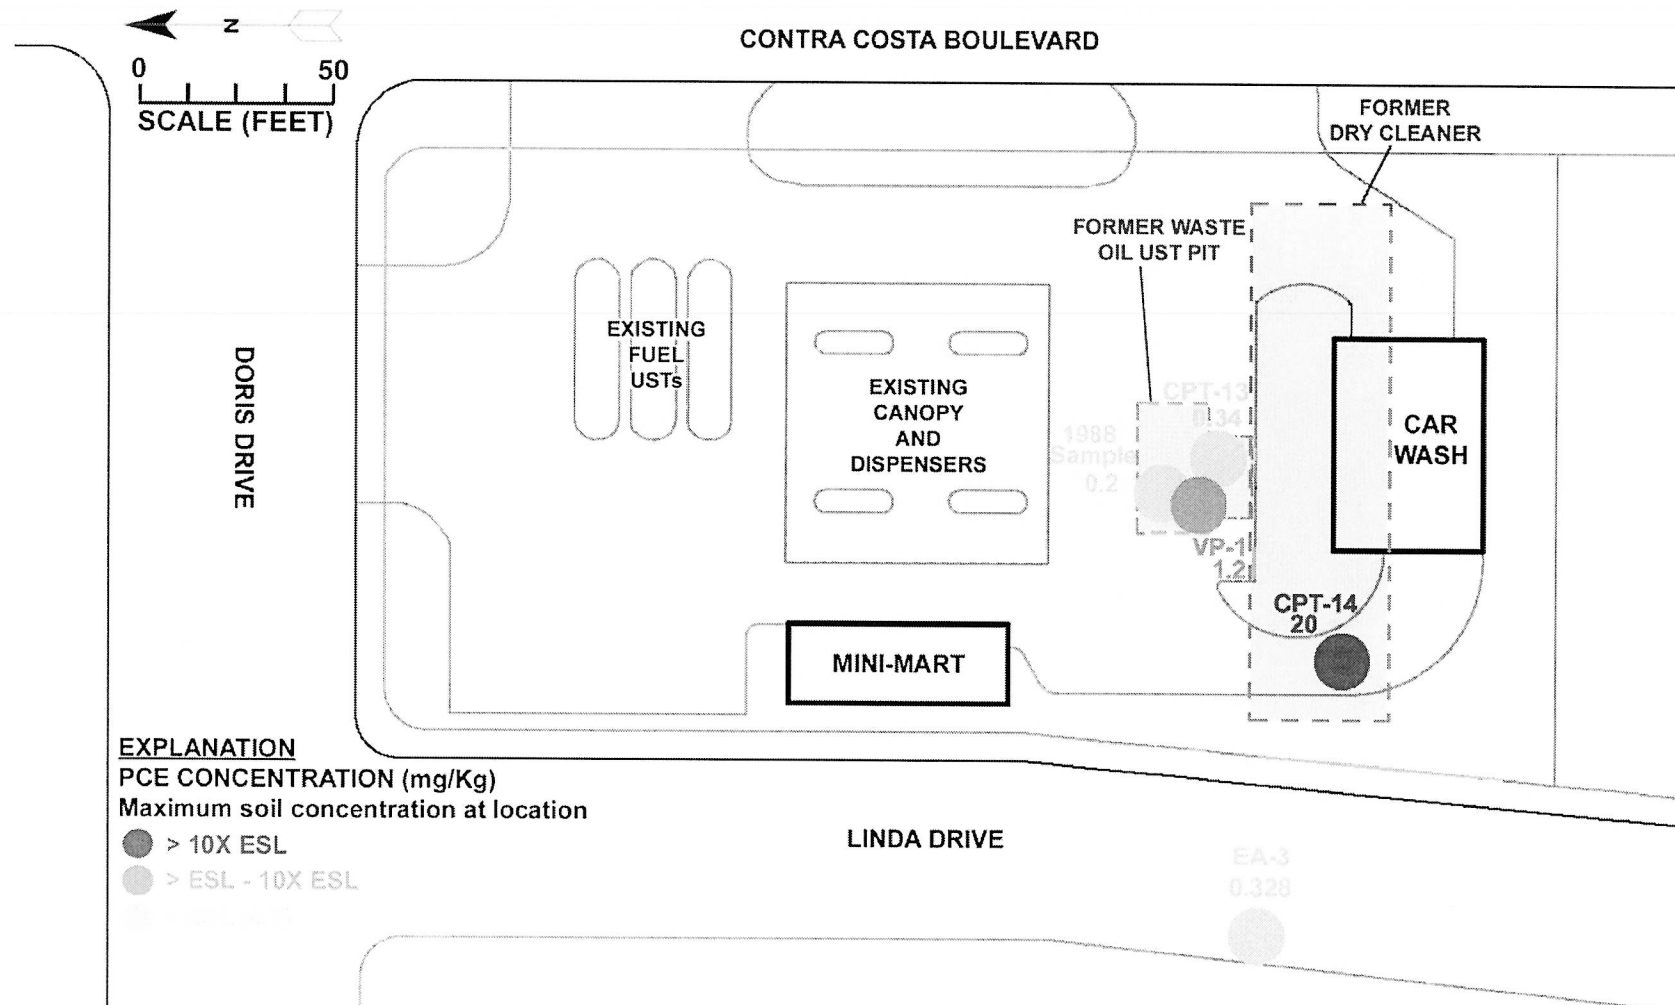 N
0 50
SCALE (FEET)
CONTRA COSTA BOULEVARD
FORMER
DRY CLEANER
FORMER WASTE
OIL UST PIT
DORIS DRIVE
EXISTING
FUEL
USTs
EXISTING
CANOPY
AND
DISPENSERS
CPT-13
0.34
1988
Sample
0.2
CAR
WASH
VP-1
1.2
CPT-14
20
MINI-MART
EXPLANATION
PCE CONCENTRATION (mg/Kg)
Maximum soil concentration at location
> 10X ESL
> ESL - 10X ESL
LINDA DRIVE
EA-3
0.328